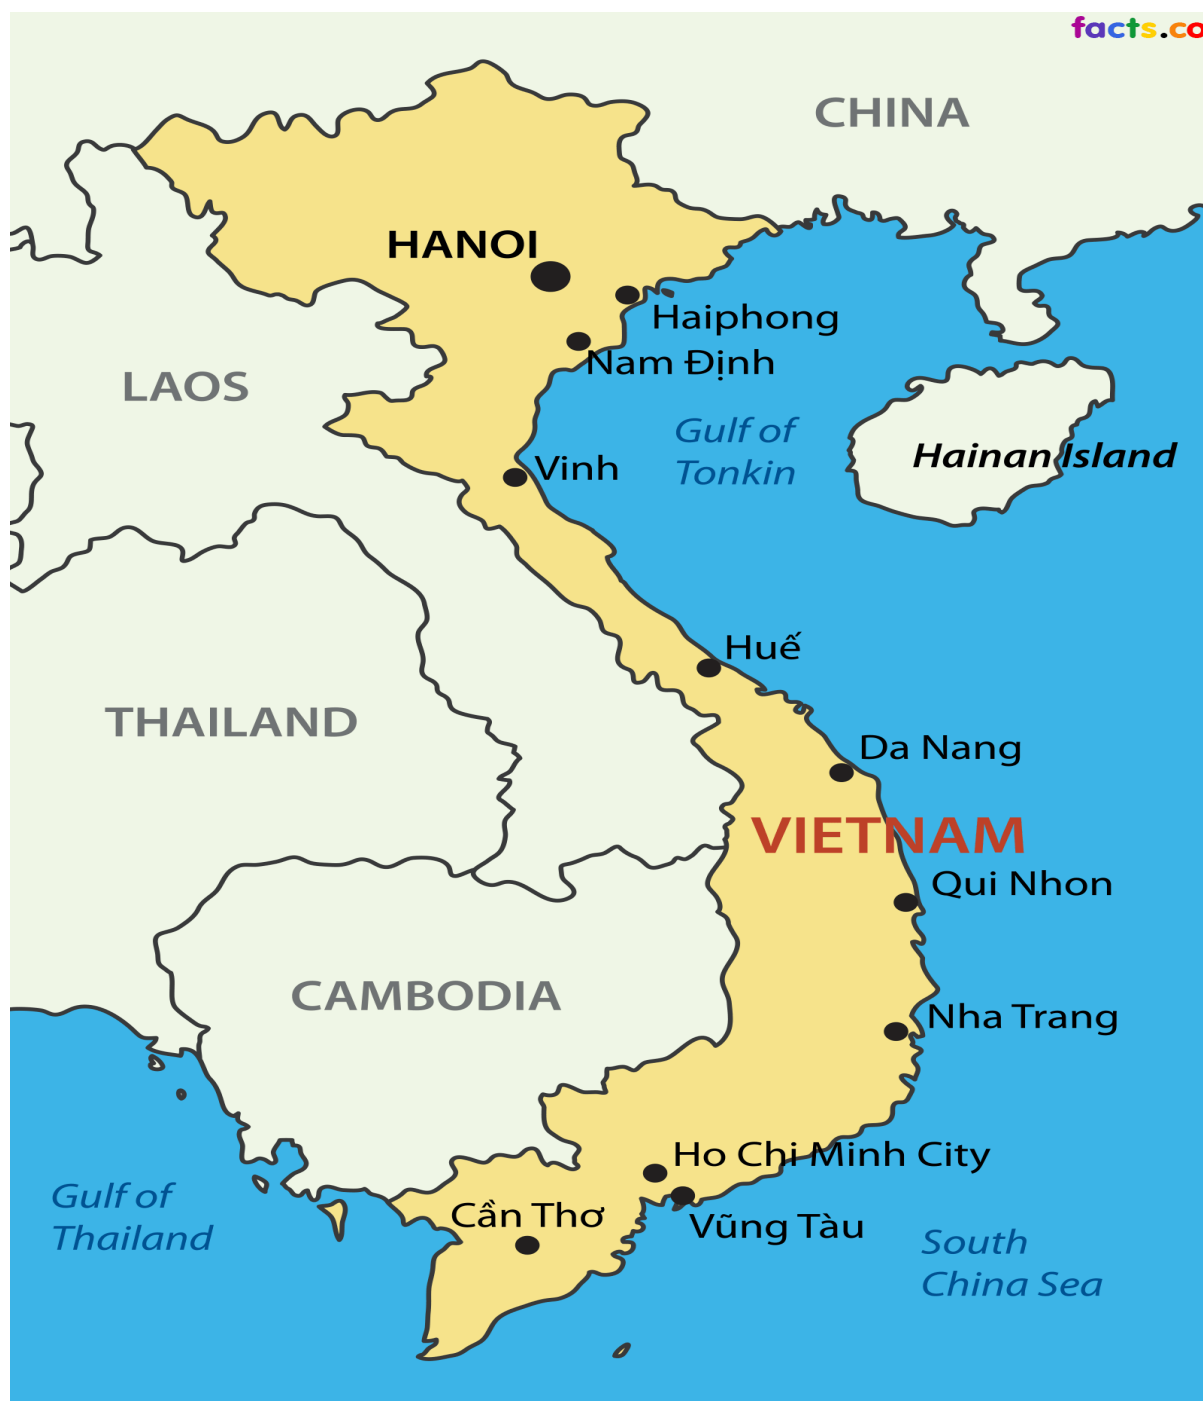 facts.co
CHINA
HANOI
Haiphong
Nam Định
LAOS
Gulf of
Tonkin
Hainan Island
Vinh
Huế
THAILAND
Da Nang
VIETNAM
Qui Nhon
CAMBODIA
Nha Trang
Ho Chi Minh City
Gulf of
Thailand
Cần Thơ
Vũng Tàu
South
China Sea